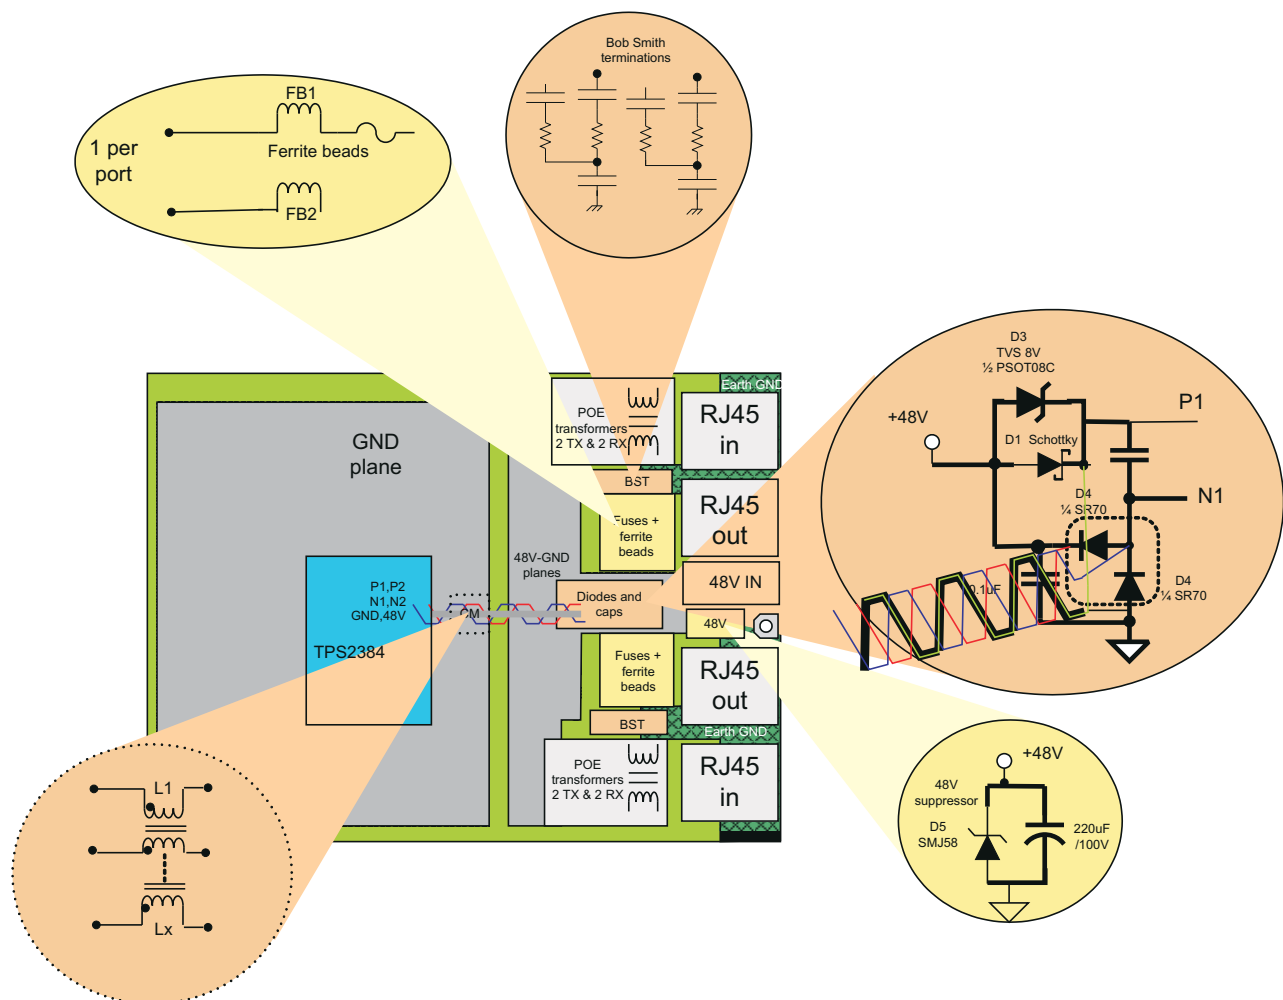 Bob Smith
terminations
FB1
1 per
port
Ferrite beads
FB2
D3
TVS 8V
½ PSOT08C
+48V
P1
D1 Schottky
N1
D4
¼ SR70
0.1uF
D4
¼ SR70
Earth GND
POE
transformers
2 TX & 2 RX
RJ45
in
GND
plane
BST
RJ45
out
Fuses +
ferrite
beads
48V-GND
planes
48V IN
P1,P2
N1,N2
GND,48V
CM
Diodes and
caps
48V
TPS2384
Fuses +
ferrite
beads
RJ45
out
BST
Earth GND
POE
transformers
2 TX & 2 RX
RJ45
in
+48V
48V
suppressor
D5
SMJ58
220uF
/100V
L1
Lx